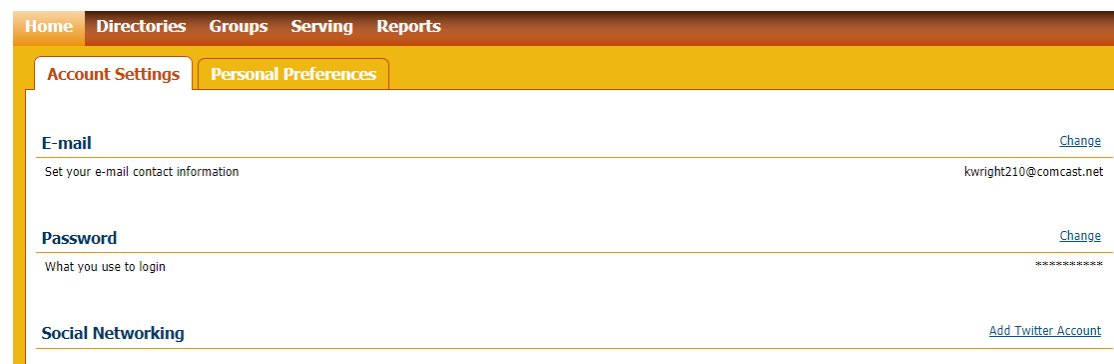 Home Directories Groups Serving Reports
Account Settings Personal Preferences
E-mail Change
Set your e-mail contact information kwright210@comcast.net
Password Change
What you use to login **********
Social Networking Add Twitter Account